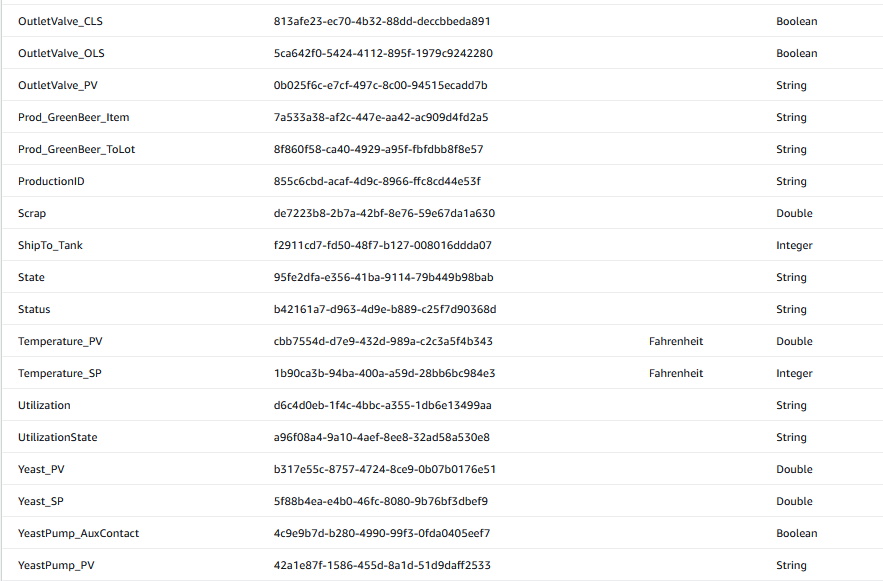 OutletValve_CLS 813afe23-ec70-4b32-88dd-deccbbeda891 Boolean
OutletValve_OLS 5ca642f0-5424-4112-895f-1979c9242280 Boolean
OutletValve_PV 0b025f6c-e7cf-497c-8c00-94515ecadd7b String
Prod_GreenBeer_Item 7a533a38-af2c-447e-aa42-ac909d4fd2a5 String
Prod_GreenBeer_ToLot 8f860f58-ca40-4929-a95f-fbfdbb8f8e57 String
ProductionID 855c6cbd-acaf-4d9c-8966-ffc8cd44e53f String
Scrap de7223b8-2b7a-42bf-8e76-59e67da1a630 Double
ShipTo_Tank f2911cd7-fd50-48f7-b127-008016ddda07 Integer
State 95fe2dfa-e356-41ba-9114-79b449b98bab String
Status b42161a7-d963-4d9e-b889-c25f7d90368d String
Temperature_PV cbb7554d-d7e9-432d-989a-c2c3a5f4b343 Fahrenheit Double
Temperature_SP 1b90ca3b-94ba-400a-a59d-28bb6bc984e3 Fahrenheit Integer
Utilization d6c4d0eb-1f4c-4bbc-a355-1db6e13499aa String
UtilizationState a96f08a4-9a10-4aef-8ee8-32ad58a530e8 String
Yeast_PV b317e55c-8757-4724-8ce9-0b07b0176e51 Double
Yeast_SP 5f88b4ea-e4b0-46fc-8080-9b76bf3dbef9 Double
YeastPump_AuxContact 4c9e9b7d-b280-4990-99f3-0fda0405eef7 Boolean
YeastPump_PV 42a1e87f-1586-455d-8a1d-51d9daff2533 String